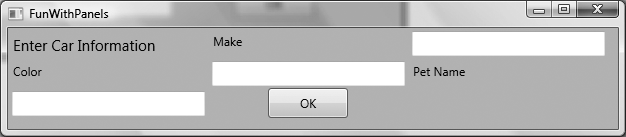 FunWithPanels
Enter Car Information
Make
Color
Pet Name
OK